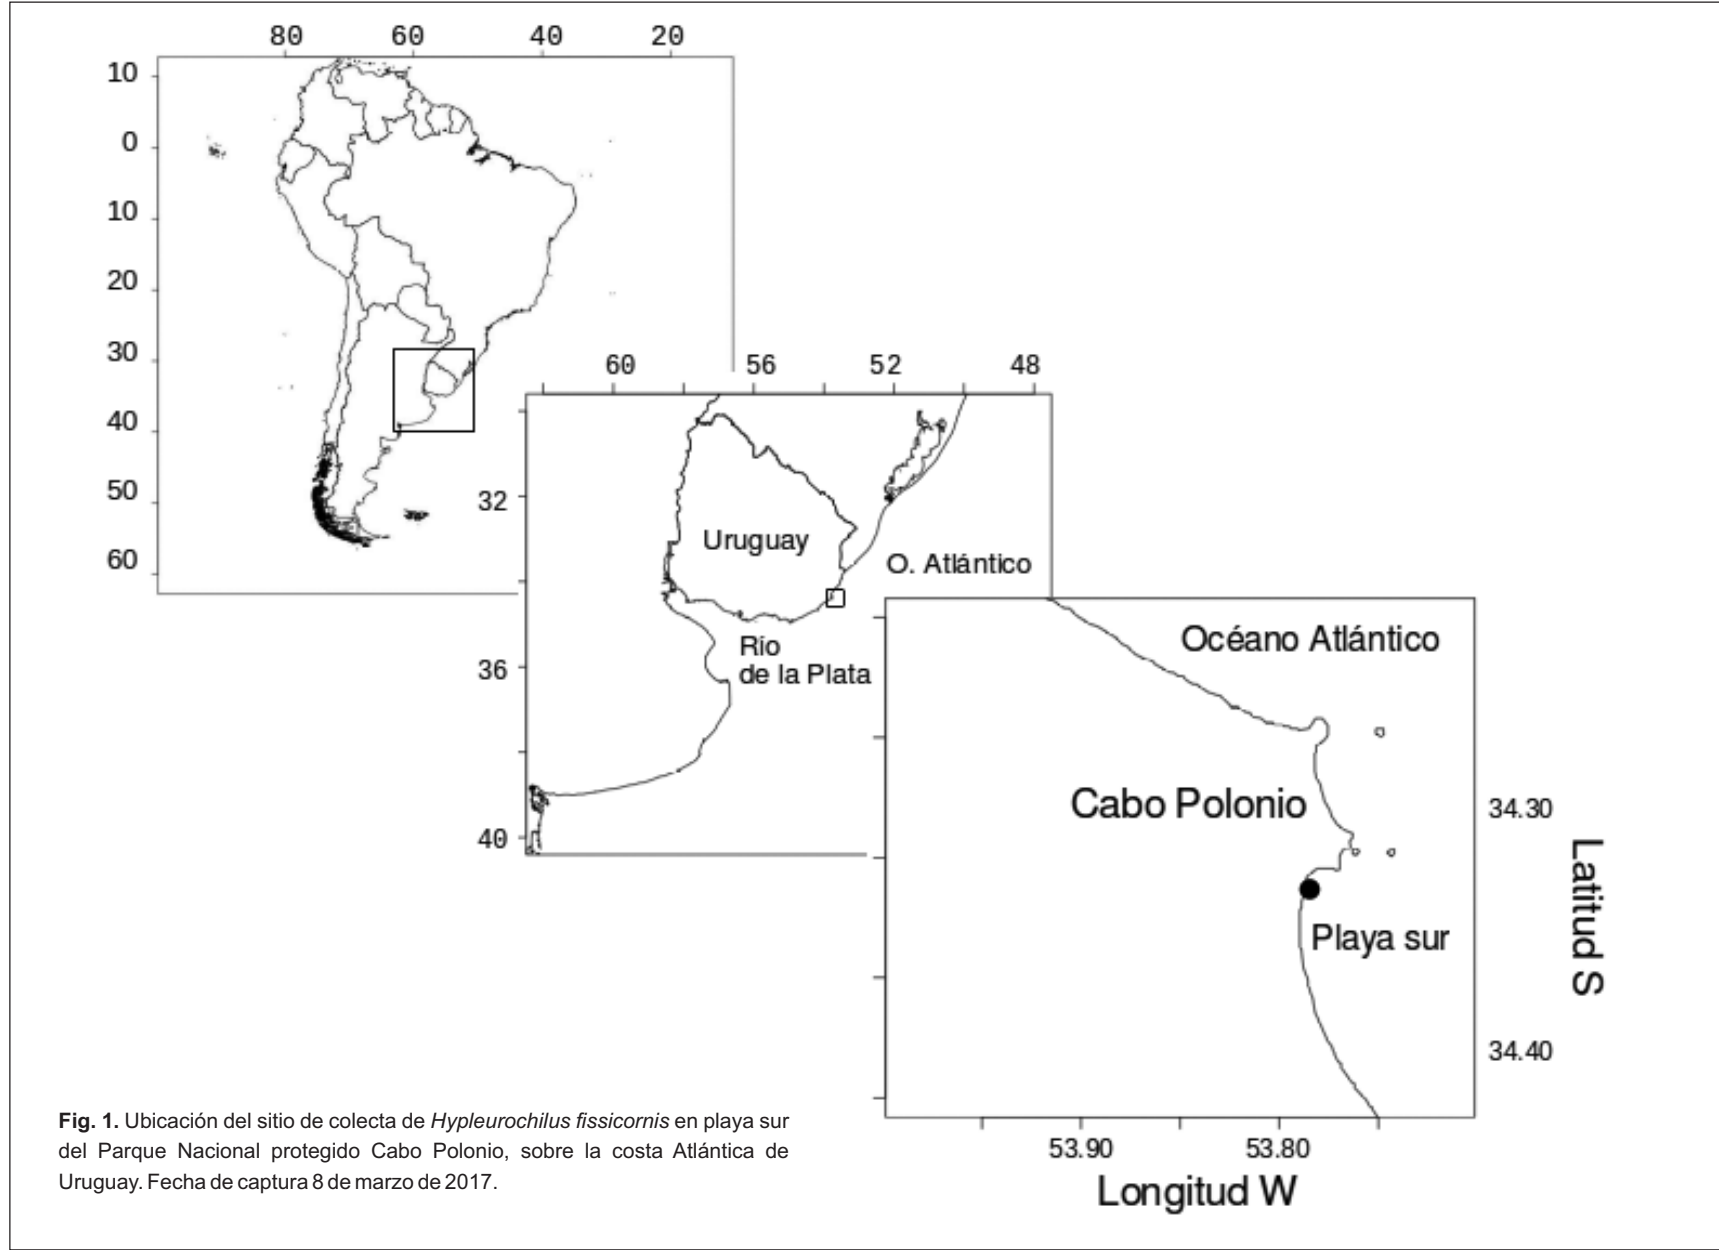 80 60 40 20
10
0
10
20
30
40
50
60
60 56 52 48
32
36
40
Uruguay
O. Atlántico
Río
de la Plata
Océano Atlántico
Cabo Polonio
Playa sur
34.30
34.40
Latitud S
53.90 53.80
Longitud W
Fig. 1. Ubicación del sitio de colecta de Hypleurochilus fissicornis en playa sur
del Parque Nacional protegido Cabo Polonio, sobre la costa Atlántica de
Uruguay. Fecha de captura 8 de marzo de 2017.